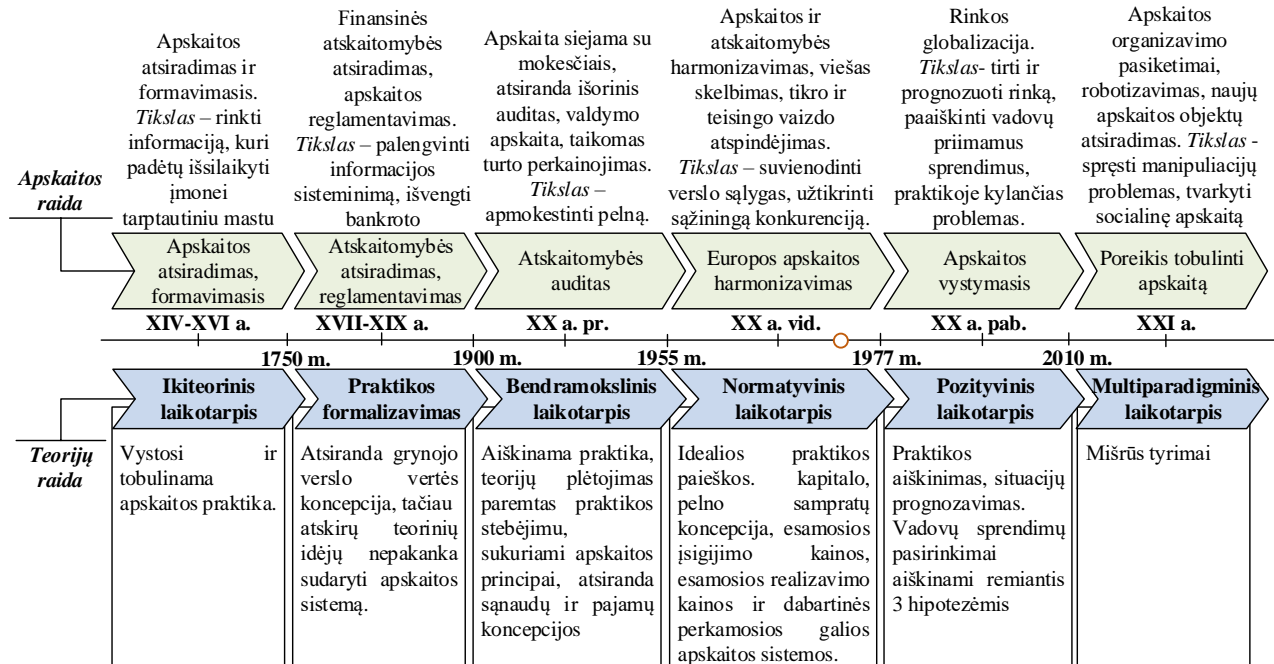 Apskaitos
atsiradimas ir
formavimasis.
Tikslas – rinkti
informaciją, kuri
padėtų išsilaikyti
įmonei
tarptautiniu mastu
Finansinės
atskaitomybės
atsiradimas,
apskaitos
reglamentavimas.
Tikslas – palengvinti
informacijos
sisteminimą, išvengti
bankroto
Apskaita siejama su
mokesčiais,
atsiranda išorinis
auditas, valdymo
apskaita, taikomas
turto perkainojimas.
Tikslas –
apmokestinti pelną.
Apskaitos ir
atskaitomybės
harmonizavimas, viešas
skelbimas, tikro ir
teisingo vaizdo
atspindėjimas.
Tikslas – suvienodinti
verslo sąlygas, užtikrinti
sąžiningą konkurenciją.
Rinkos
globalizacija.
Tikslas- tirti ir
prognozuoti rinką,
paaiškinti vadovų
priimamus
sprendimus,
praktikoje kylančias
problemas.
Apskaitos
organizavimo
pasiketimai,
robotizavimas, naujų
apskaitos objektų
atsiradimas. Tikslas -
spręsti manipuliacijų
problemas, tvarkyti
socialinę apskaitą
Apskaitos
raida
Apskaitos
atsiradimas,
formavimasis
Atskaitomybės
atsiradimas,
reglamentavimas
Atskaitomybės
auditas
Europos apskaitos
harmonizavimas
Apskaitos
vystymasis
Poreikis tobulinti
apskaitą
XIV-XVI a.
XVII-XIX a.
XX a. pr.
XX a. vid.
XX a. pab.
XXI a.
1750 m.
1900 m.
1955 m.
1977 m.
2010 m.
Teorijų
raida
Ikiteorinis
laikotarpis
Praktikos
formalizavimas
Bendramokslinis
laikotarpis
Normatyvinis
laikotarpis
Pozityvinis
laikotarpis
Multiparadigminis
laikotarpis
Vystosi ir
tobulinama
apskaitos praktika.
Atsiranda grynojo
verslo vertės
koncepcija, tačiau
atskirų teorinių
idėjų nepakanka
sudaryti apskaitos
sistemą.
Aiškinama praktika,
teorijų plėtojimas
paremtas praktikos
stebėjimu,
sukuriami apskaitos
principai, atsiranda
sąnaudų ir pajamų
koncepcijos
Idealios praktikos
paieškos. kapitalo,
pelno sampratų
koncepcija, esamosios
įsigijimo kainos,
esamosios realizavimo
kainos ir dabartinės
perkamosios galios
apskaitos sistemos.
Praktikos
aiškinimas, situacijų
prognozavimas.
Vadovų sprendimų
pasirinkimai
aiškinami remiantis
3 hipotezėmis
Mišrūs tyrimai